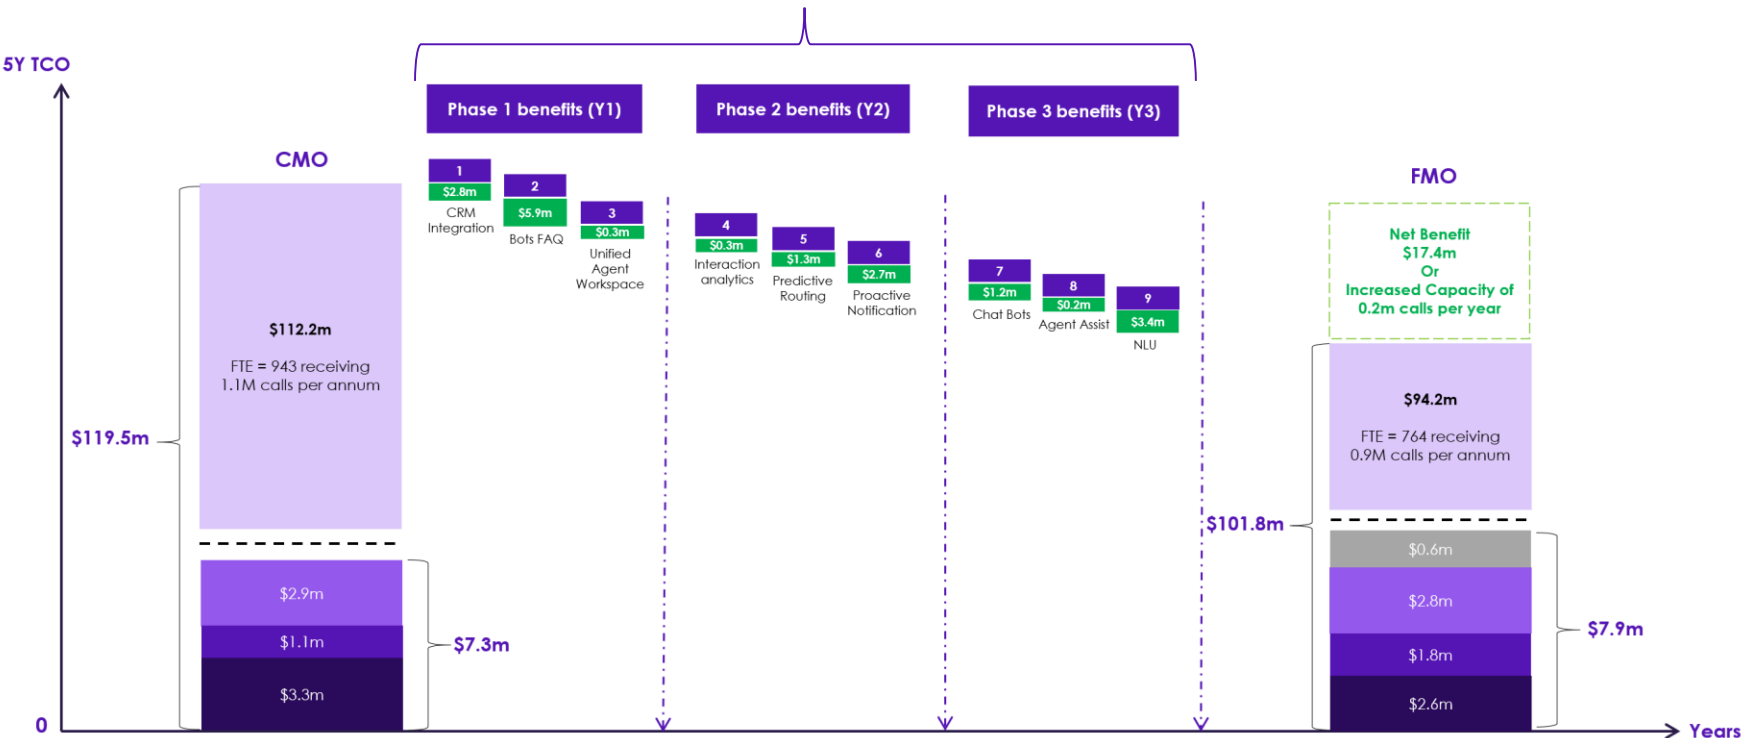 5Y TCO
CMO
$112.2m
FTE = 943 receiving
1.1M calls per annum
$119.5m
$2.9m
$1.1m
$3.3m
$7.3m
0
Phase 1 benefits (Y1)
1
$2.8m
CRM
Integration
2
$5.9m
Bots FAQ
3
$0.3m
Unified
Agent
Workspace
Phase 2 benefits (Y2)
4
$0.3m
Interaction
analytics
5
$1.3m
Predictive
Routing
6
$2.7m
Proactive
Notification
Phase 3 benefits (Y3)
7
$1.2m
Chat Bots
8
$0.2m
Agent Assist
9
$3.4m
NLU
FMO
Net Benefit
$17.4m
Or
Increased Capacity of
0.2m calls per year
$94.2m
FTE = 764 receiving
0.9M calls per annum
$101.8m
$0.6m
$2.8m
$1.8m
$2.6m
$7.9m
Years